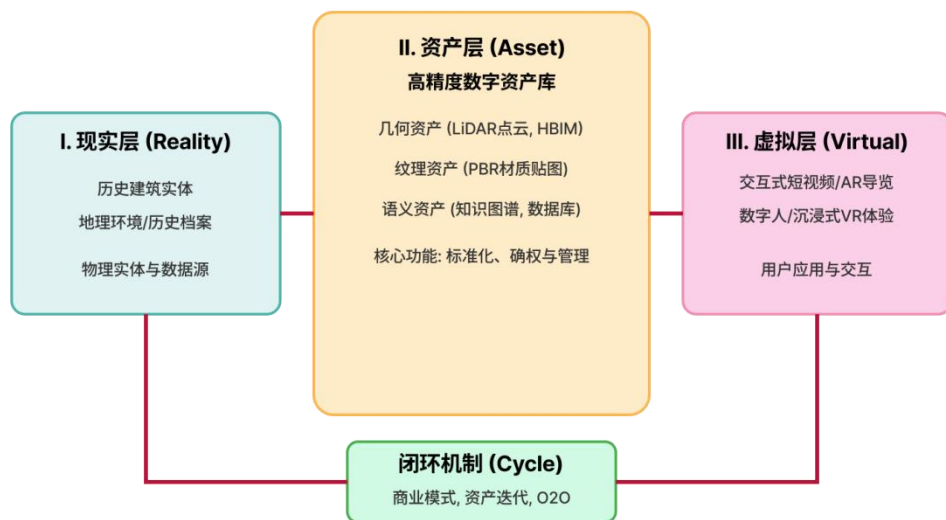 I. 现实层 (Reality)
历史建筑实体
地理环境/历史档案
物理实体与数据源
II. 资产层 (Asset)
高精度数字资产库
几何资产 (LiDAR点云, HBIM)
纹理资产 (PBR材质贴图)
语义资产 (知识图谱, 数据库)
核心功能: 标准化、确权与管理
III. 虚拟层 (Virtual)
交互式短视频/AR导览
数字人/沉浸式VR体验
用户应用与交互
闭环机制 (Cycle)
商业模式, 资产迭代, O2O